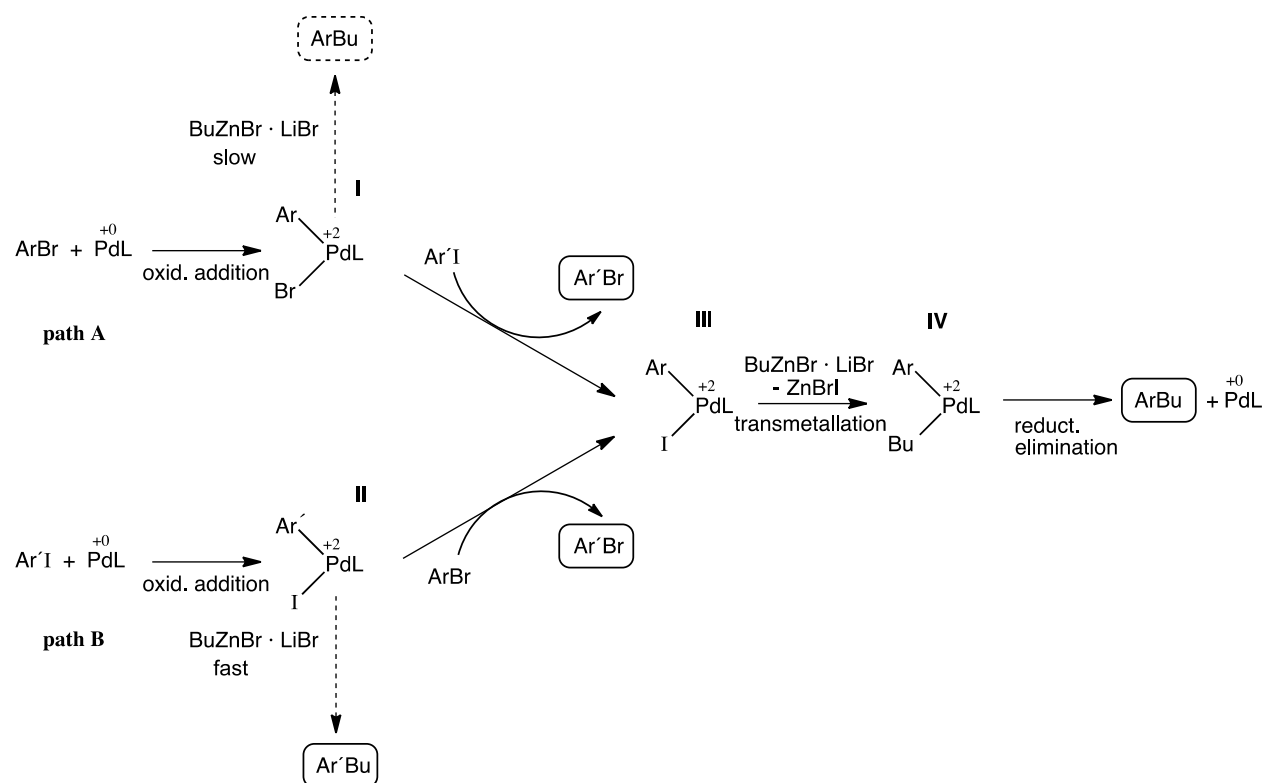 ArBu
BuZnBr · LiBr
slow
I
ArBr + PdL
+0
oxid. addition
Ar
+2
PdL
Br
path A
Ar´I
Ar´Br
III
Ar
+2
PdL
I
BuZnBr · LiBr
- ZnBrI
transmetallation
IV
Ar
+2
PdL
Bu
reduct.
elimination
ArBu + PdL
+0
II
Ar´I + PdL
+0
oxid. addition
Ar´
+2
PdL
I
path B
ArBr
Ar´Br
BuZnBr · LiBr
fast
Ar´Bu